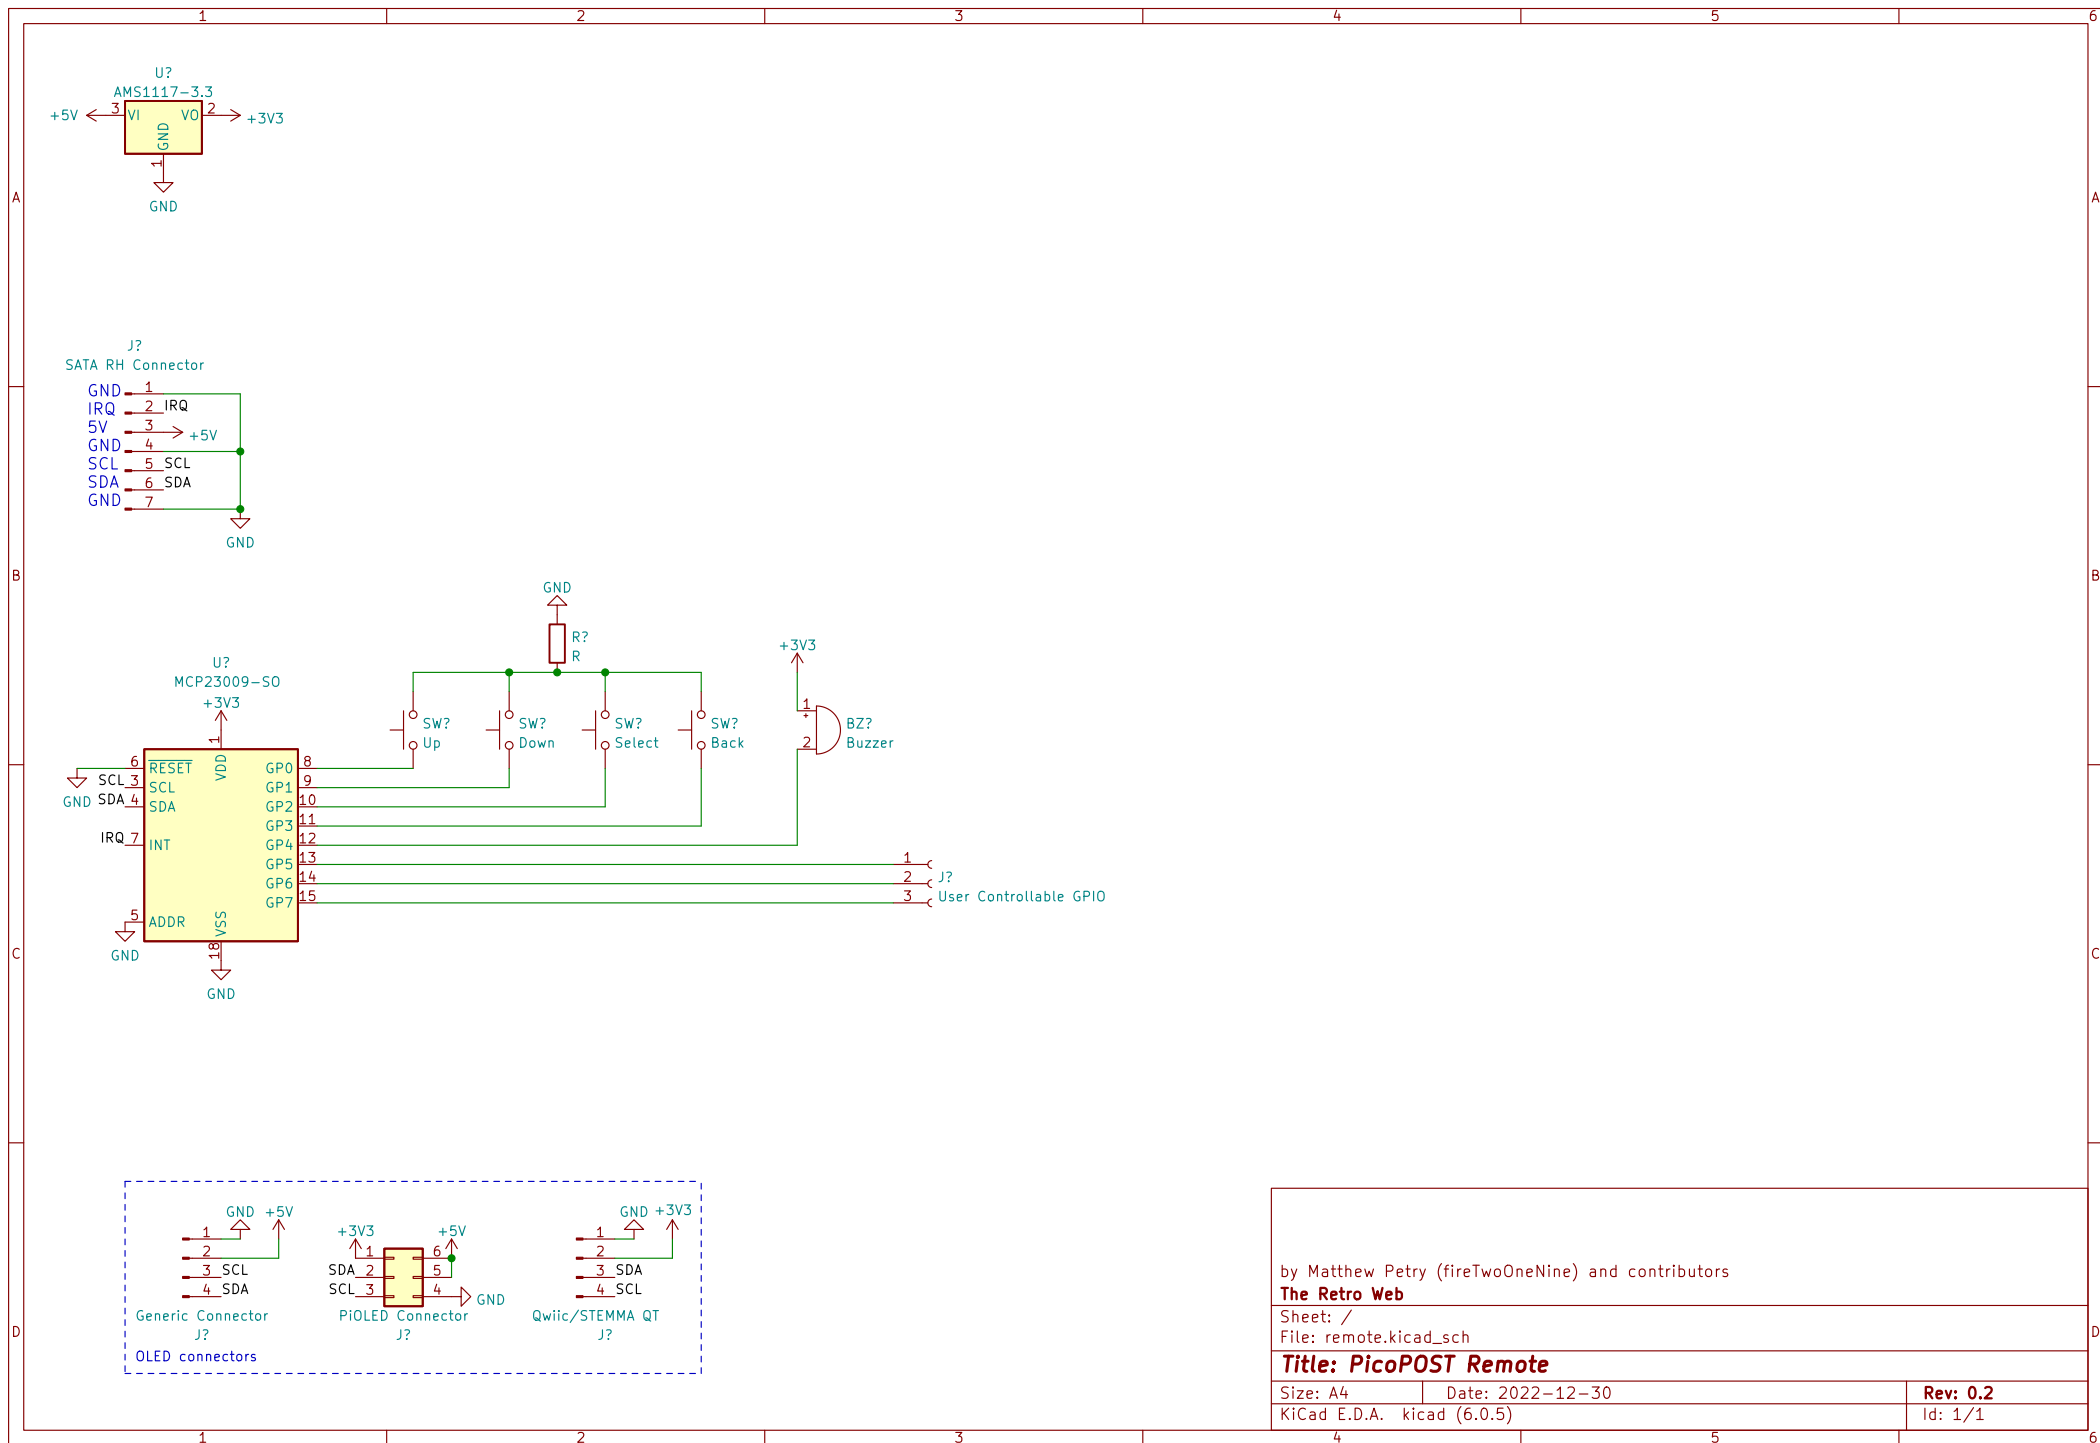 1 2 3 4 5 6
A A
B B
C C
D D
U?
AMS1117-3.3
+5V 3 VI VO 2 +3V3
GND
1
GND
J?
SATA RH Connector
GND 1
IRQ 2 IRQ
5V 3 +5V
GND 4
SCL 5 SCL
SDA 6 SDA
GND 7
GND
GND
R?
R
U?
MCP23009-SO
+3V3
1
VDD
6 RESET
GND
SCL 3 SCL
SDA 4 SDA
IRQ 7 INT
5 ADDR
GND
VSS
18
GND
GP0 8
GP1 9
GP2 10
GP3 11
GP4 12
GP5 13
GP6 14
GP7 15
SW?
Up
SW?
Down
SW?
Select
SW?
Back
+3V3
1
+
2
BZ?
Buzzer
1
2
3
J?
User Controllable GPIO
GND +5V
1
2
3 SCL
4 SDA
Generic Connector
J?
+3V3 +5V
1 6
SDA 2 5
SCL 3 4 GND
PiOLED Connector
J?
GND +3V3
1
2
3 SDA
4 SCL
Qwiic/STEMMA QT
J?
OLED connectors
by Matthew Petry (fireTwoOneNine) and contributors
The Retro Web
Sheet: /
File: remote.kicad_sch
Title: PicoPOST Remote
Size: A4 Date: 2022-12-30 Rev: 0.2
KiCad E.D.A. kicad (6.0.5) Id: 1/1
1 2 3 4 5 6